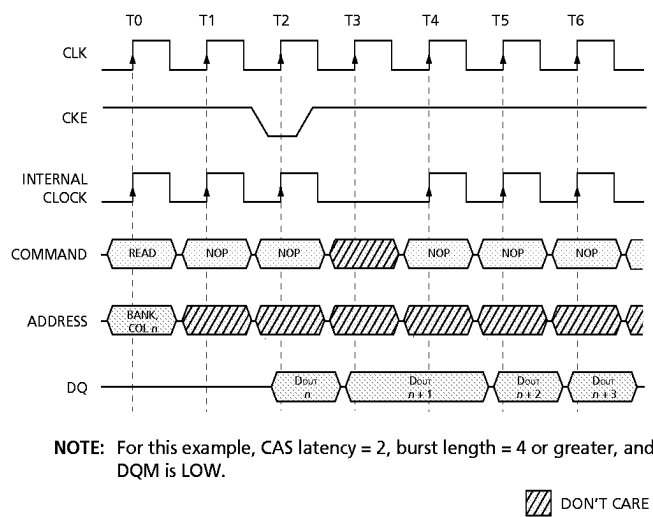 T0 T1 T2 T3 T4 T5 T6
CLK
CKE
INTERNAL
CLOCK
COMMAND READ NOP NOP NOP NOP NOP
ADDRESS BANK,
COL n
DQ DOUT DOUT DOUT DOUT
n n + 1 n + 2 n + 3
NOTE: For this example, CAS latency = 2, burst length = 4 or greater, and
DQM is LOW.
DON'T CARE